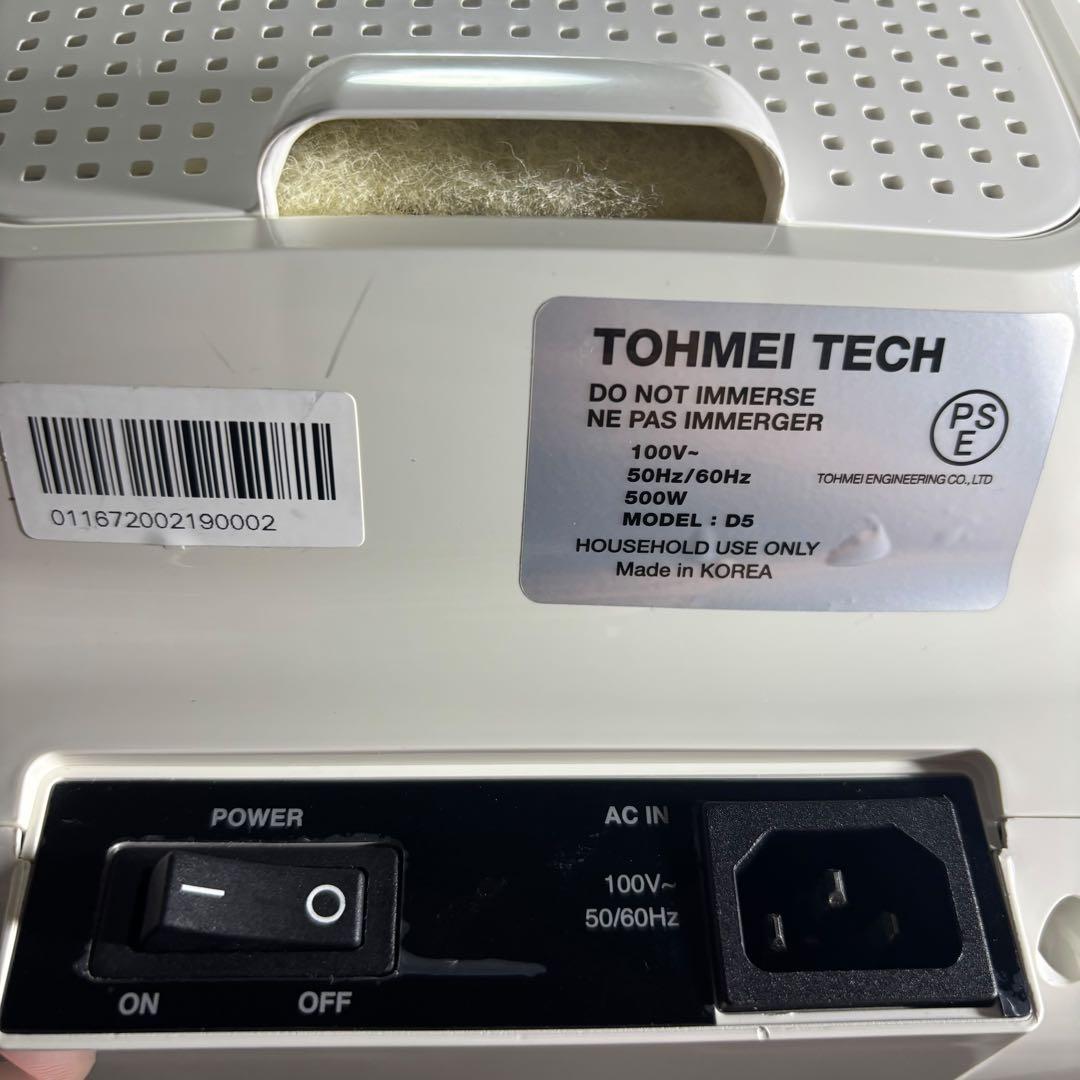 TOHMEI TECH
DO NOT IMMERSE
NE PAS IMMERGER
100V~
50Hz/60Hz
500W
MODEL : D5
HOUSEHOLD USE ONLY
Made in KOREA
PS
E
TOHMEI ENGINEERING CO., LTD
011672002190002
POWER
ON
OFF
AC IN
100V~
50/60Hz